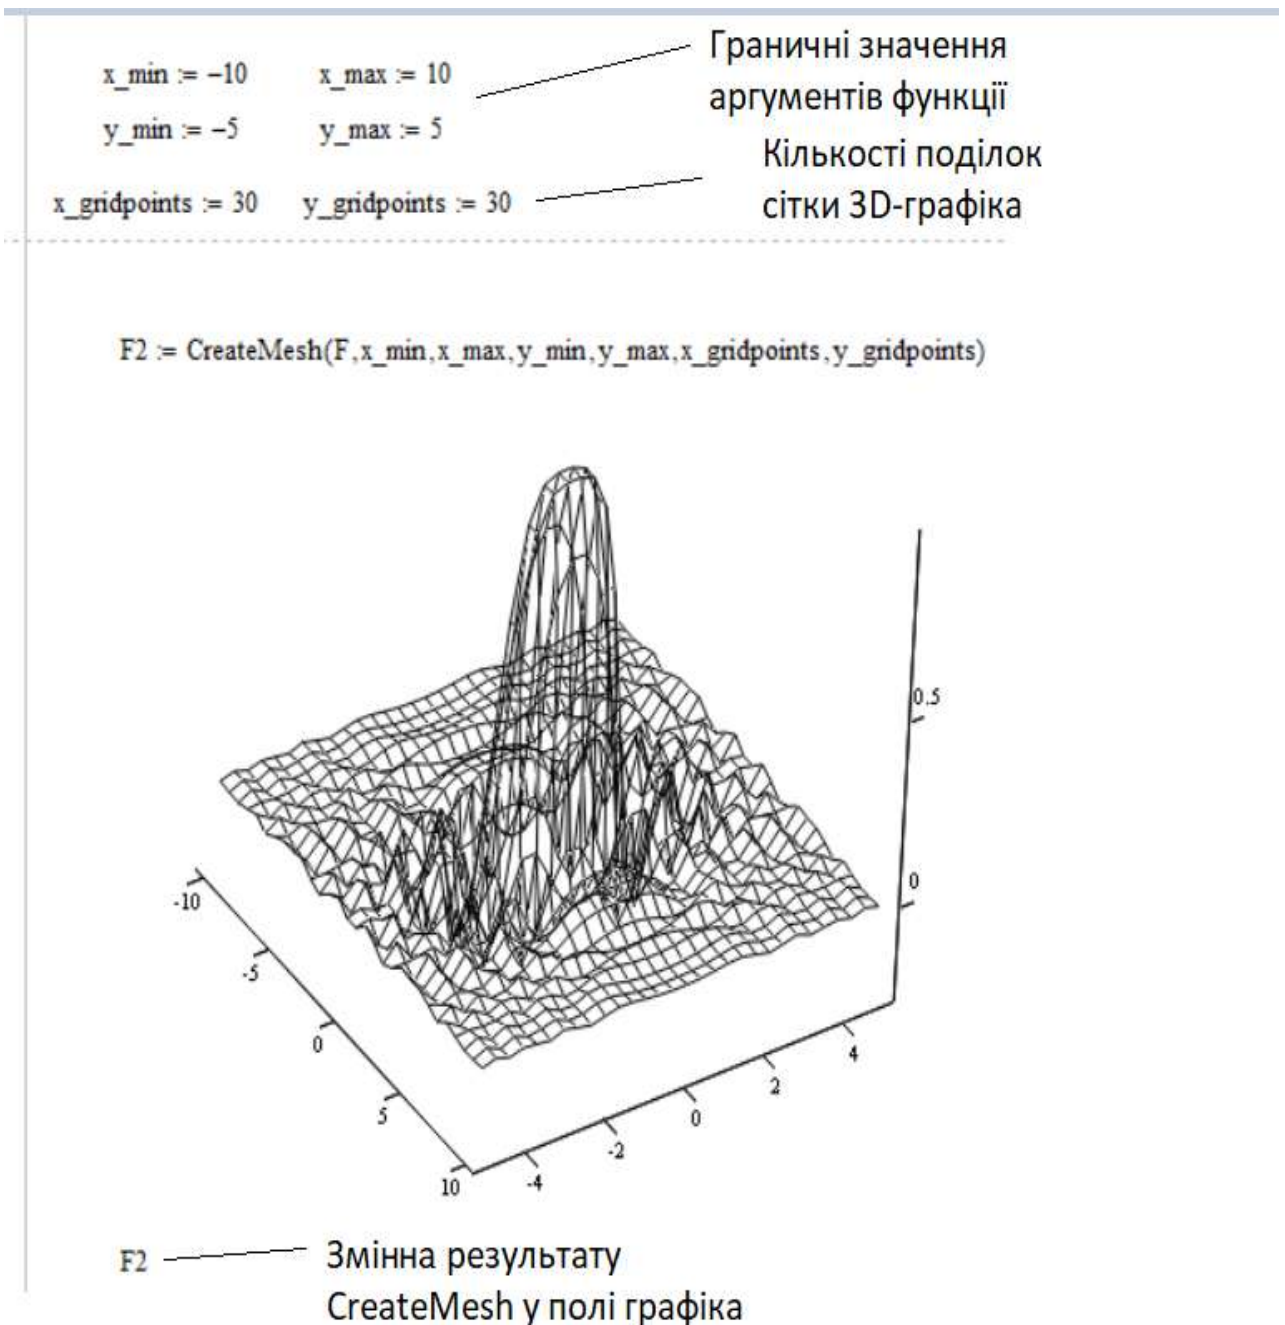 x_min := −10 x_max := 10
Граничні значення
аргументів функції
y_min := −5 y_max := 5
Кількості поділок
сітки 3D-графіка
x_gridpoints := 30 y_gridpoints := 30
F2 := CreateMesh(F,x_min,x_max,y_min,y_max,x_gridpoints,y_gridpoints)
0.5
0
-10
-5
0
5
10
-4
-2
0
2
4
F2
Змінна результату
CreateMesh у полі графіка